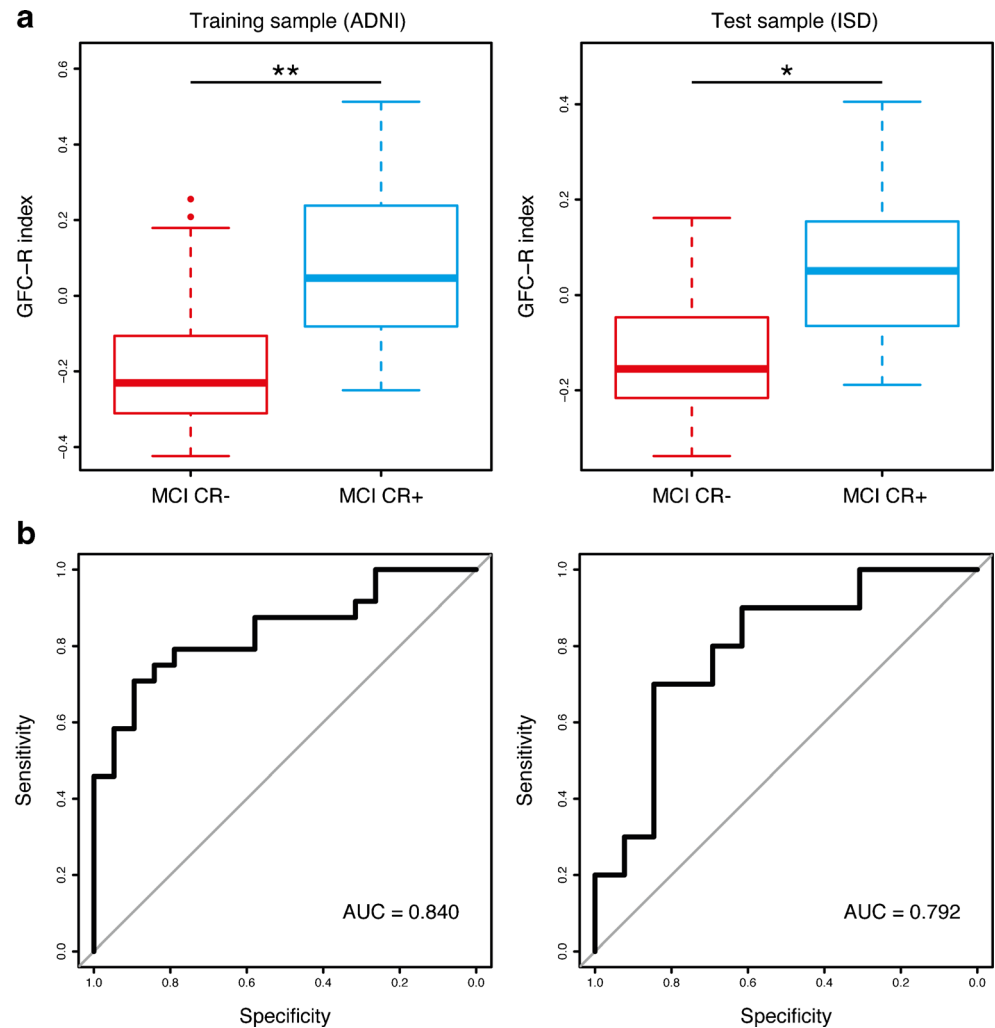 a
Training sample (ADNI)
**
GFC−R index
0.6
0.4
0.2
0.0
−0.2
−0.4
MCI CR-
MCI CR+
Test sample (ISD)
*
GFC−R index
0.4
0.2
0.0
−0.2
MCI CR-
MCI CR+
b
Sensitivity
1.0
0.8
0.6
0.4
0.2
0.0
AUC = 0.840
1.0 0.8 0.6 0.4 0.2 0.0
Specificity
Sensitivity
1.0
0.8
0.6
0.4
0.2
0.0
AUC = 0.792
1.0 0.8 0.6 0.4 0.2 0.0
Specificity